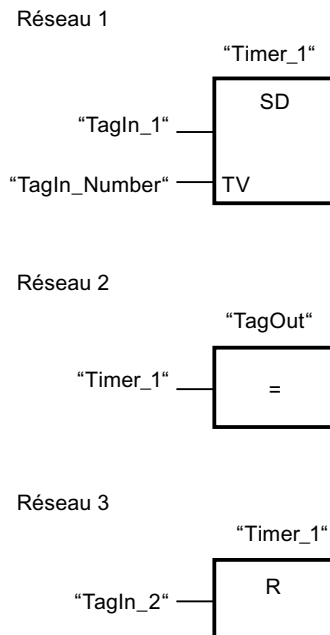 Réseau 1
“Timer_1“
SD
“TagIn_1“
“TagIn_Number“
TV
Réseau 2
“TagOut“
“Timer_1“
=
Réseau 3
“Timer_1“
R
“TagIn_2“